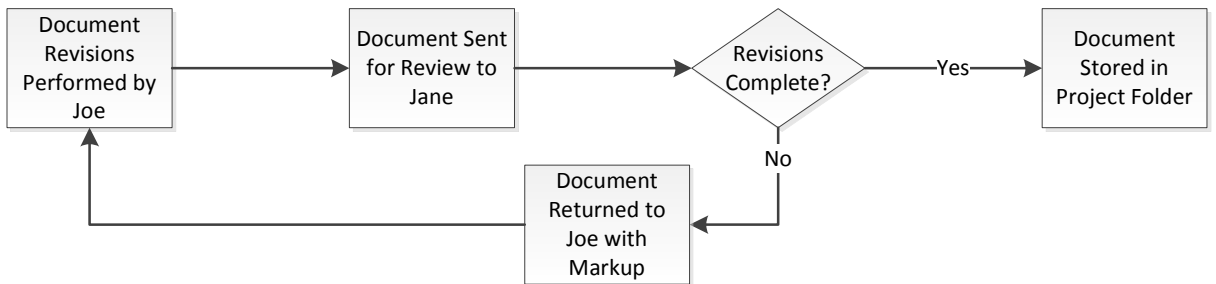 Document
Revisions
Performed by
Joe
Document Sent
for Review to
Jane
Revisions
Complete?
Yes
Document
Stored in
Project Folder
No
Document
Returned to
Joe with
Markup